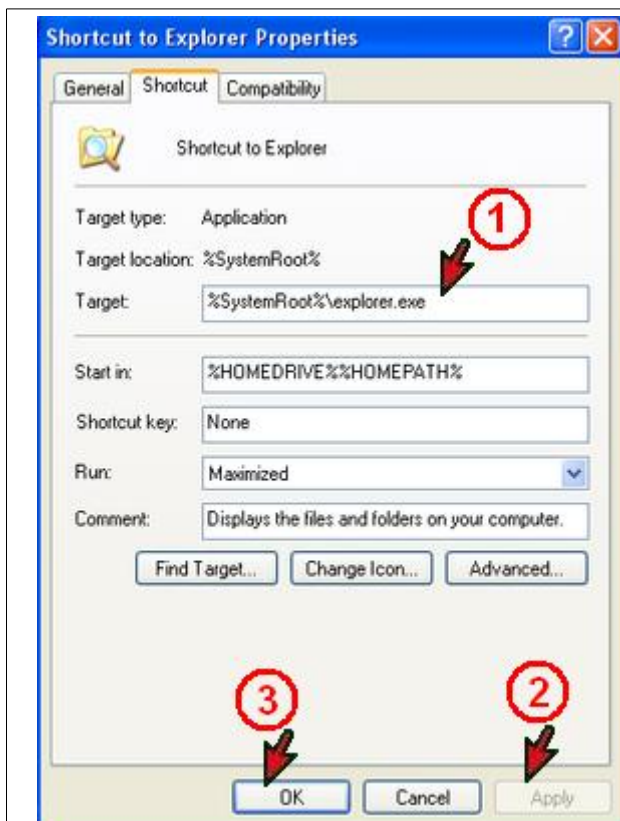 Shortcut to Explorer Properties
General Shortcut Compatibility
Shortcut to Explorer
Target type: Application
Target location: %SystemRoot%
Target: %SystemRoot%\explorer.exe
Start in: %HOMEDRIVE%%HOMEPATH%
Shortcut key: None
Run: Maximized
Comment: Displays the files and folders on your computer.
Find Target... Change Icon... Advanced...
OK Cancel Apply
1
3
2